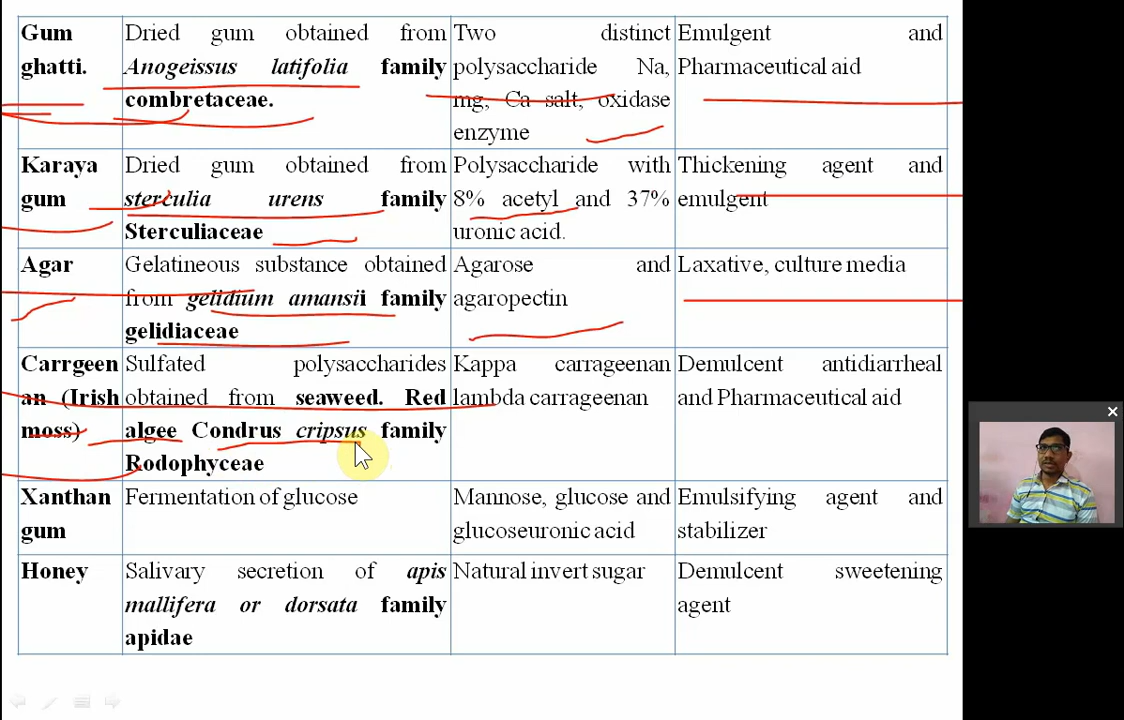 Gum
ghatti.
Dried gum obtained from
Anogeissus latifolia family
combretaceae.
Two distinct
polysaccharide Na,
mg, Ca salt, oxidase
enzyme
Emulgent and
Pharmaceutical aid
Karaya
gum
Dried gum obtained from
sterculia urens family
Sterculiaceae
Polysaccharide with
8% acetyl and 37%
uronic acid.
Thickening agent and
emulgent
Agar
Gelatineous substance obtained
from gelidium amansii family
gelidiaceae
Agarose and
agaropectin
Laxative, culture media
Carrgeen
an (Irish
moss)
Sulfated polysaccharides
obtained from seaweed. Red
algee Condrus cripsus family
Rodophyceae
Kappa carrageenan
lambda carrageenan
Demulcent antidiarrheal
and Pharmaceutical aid
Xanthan
gum
Fermentation of glucose
Mannose, glucose and
glucoseuronic acid
Emulsifying agent and
stabilizer
Honey
Salivary secretion of apis
mallifera or dorsata family
apidae
Natural invert sugar
Demulcent sweetening
agent